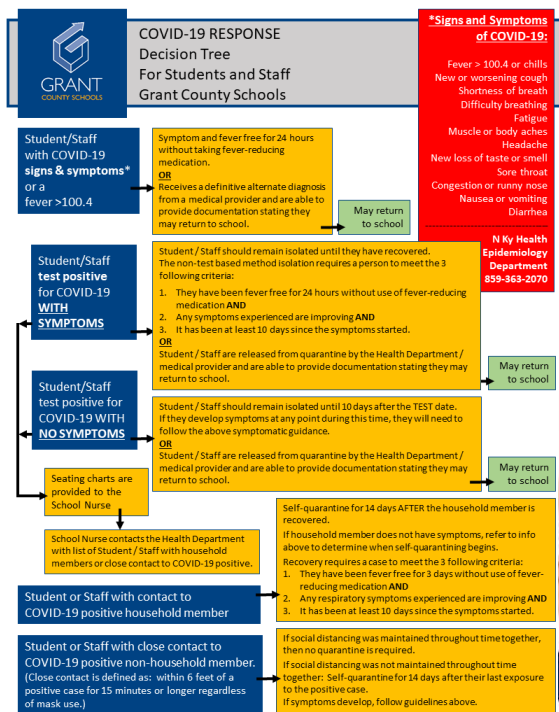 GRANT
COUNTY SCHOOLS
COVID-19 RESPONSE
Decision Tree
For Students and Staff
Grant County Schools
*Signs and Symptoms
of COVID-19:
Fever > 100.4 or chills
New or worsening cough
Shortness of breath
Difficulty breathing
Fatigue
Muscle or body aches
Headache
New loss of taste or smell
Sore throat
Congestion or runny nose
Nausea or vomiting
Diarrhea
N Ky Health
Epidemiology
Department
859-363-2070
Student/Staff
with COVID-19
signs & symptoms*
or a
fever >100.4
Symptom and fever free for 24 hours
without taking fever-reducing
medication.
OR
Receives a definitive alternate diagnosis
from a medical provider and are able to
provide documentation stating they
may return to school.
May return
to school
Student/Staff
test positive
for COVID-19
WITH
SYMPTOMS
Student / Staff should remain isolated until they have recovered.
The non-test based method isolation requires a person to meet the 3
following criteria:
1. They have been fever free for 24 hours without use of fever-reducing
medication AND
2. Any symptoms experienced are improving AND
3. It has been at least 10 days since the symptoms started.
OR
Student / Staff are released from quarantine by the Health Department /
medical provider and are able to provide documentation stating they may
return to school.
May return
to school
Student/Staff
test positive for
COVID-19 WITH
NO SYMPTOMS
Student / Staff should remain isolated until 10 days after the TEST date.
If they develop symptoms at any point during this time, they will need to
follow the above symptomatic guidance.
OR
Student / Staff are released from quarantine by the Health Department /
medical provider and are able to provide documentation stating they may
return to school.
May return
to school
Seating charts are
provided to the
School Nurse
School Nurse contacts the Health Department
with list of Student / Staff with household
members or close contact to COVID-19 positive.
Student or Staff with contact to
COVID-19 positive household member
Self-quarantine for 14 days AFTER the household member is
recovered.
If household member does not have symptoms, refer to info
above to determine when self-quarantining begins.
Recovery requires a case to meet the 3 following criteria:
1. They have been fever free for 3 days without use of fever-
reducing medication AND
2. Any respiratory symptoms experienced are improving AND
3. It has been at least 10 days since the symptoms started.
Student or Staff with close contact to
COVID-19 positive non-household member.
(Close contact is defined as: within 6 feet of a
positive case for 15 minutes or longer regardless
of mask use.)
If social distancing was maintained throughout time together,
then no quarantine is required.
If social distancing was not maintained throughout time
together: Self-quarantine for 14 days after their last exposure
to the positive case.
If symptoms develop, follow guidelines above.